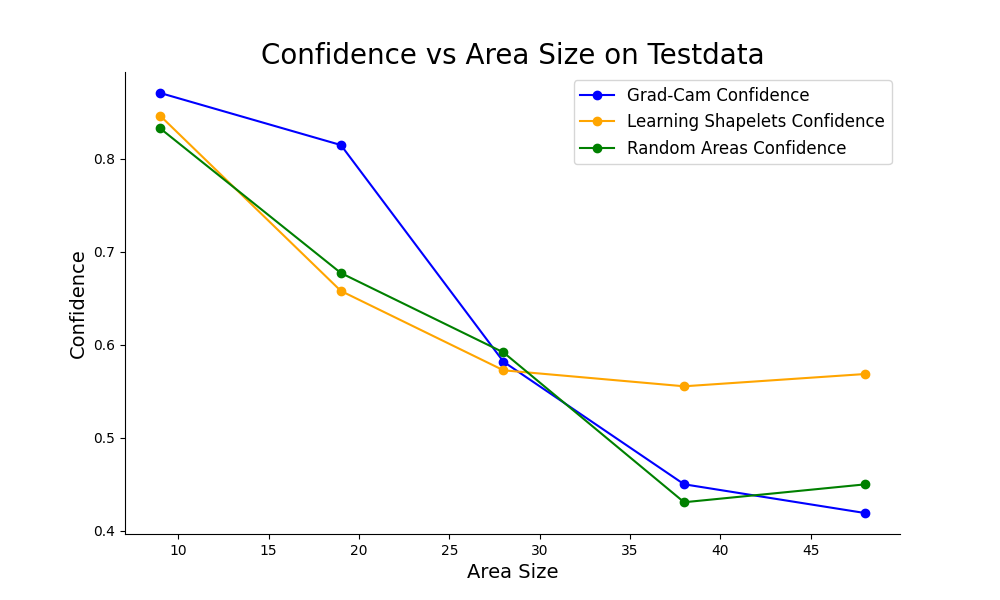 Confidence vs Area Size on Testdata
Grad-Cam Confidence
Learning Shapelets Confidence
Random Areas Confidence
Confidence
0.8
0.7
0.6
0.5
0.4
10 15 20 25 30 35 40 45
Area Size